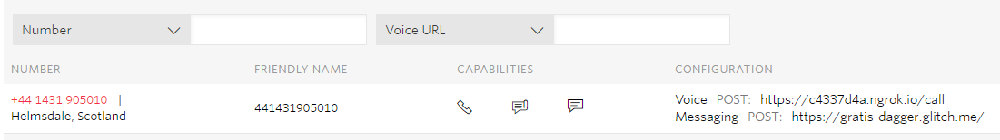 Number Voice URL
NUMBER FRIENDLY NAME CAPABILITIES CONFIGURATION
+44 1431 905010 † Voice POST: https://c4337d4a.ngrok.io/call
Helmsdale, Scotland 441431905010 Messaging POST: https://gratis-dagger.glitch.me/